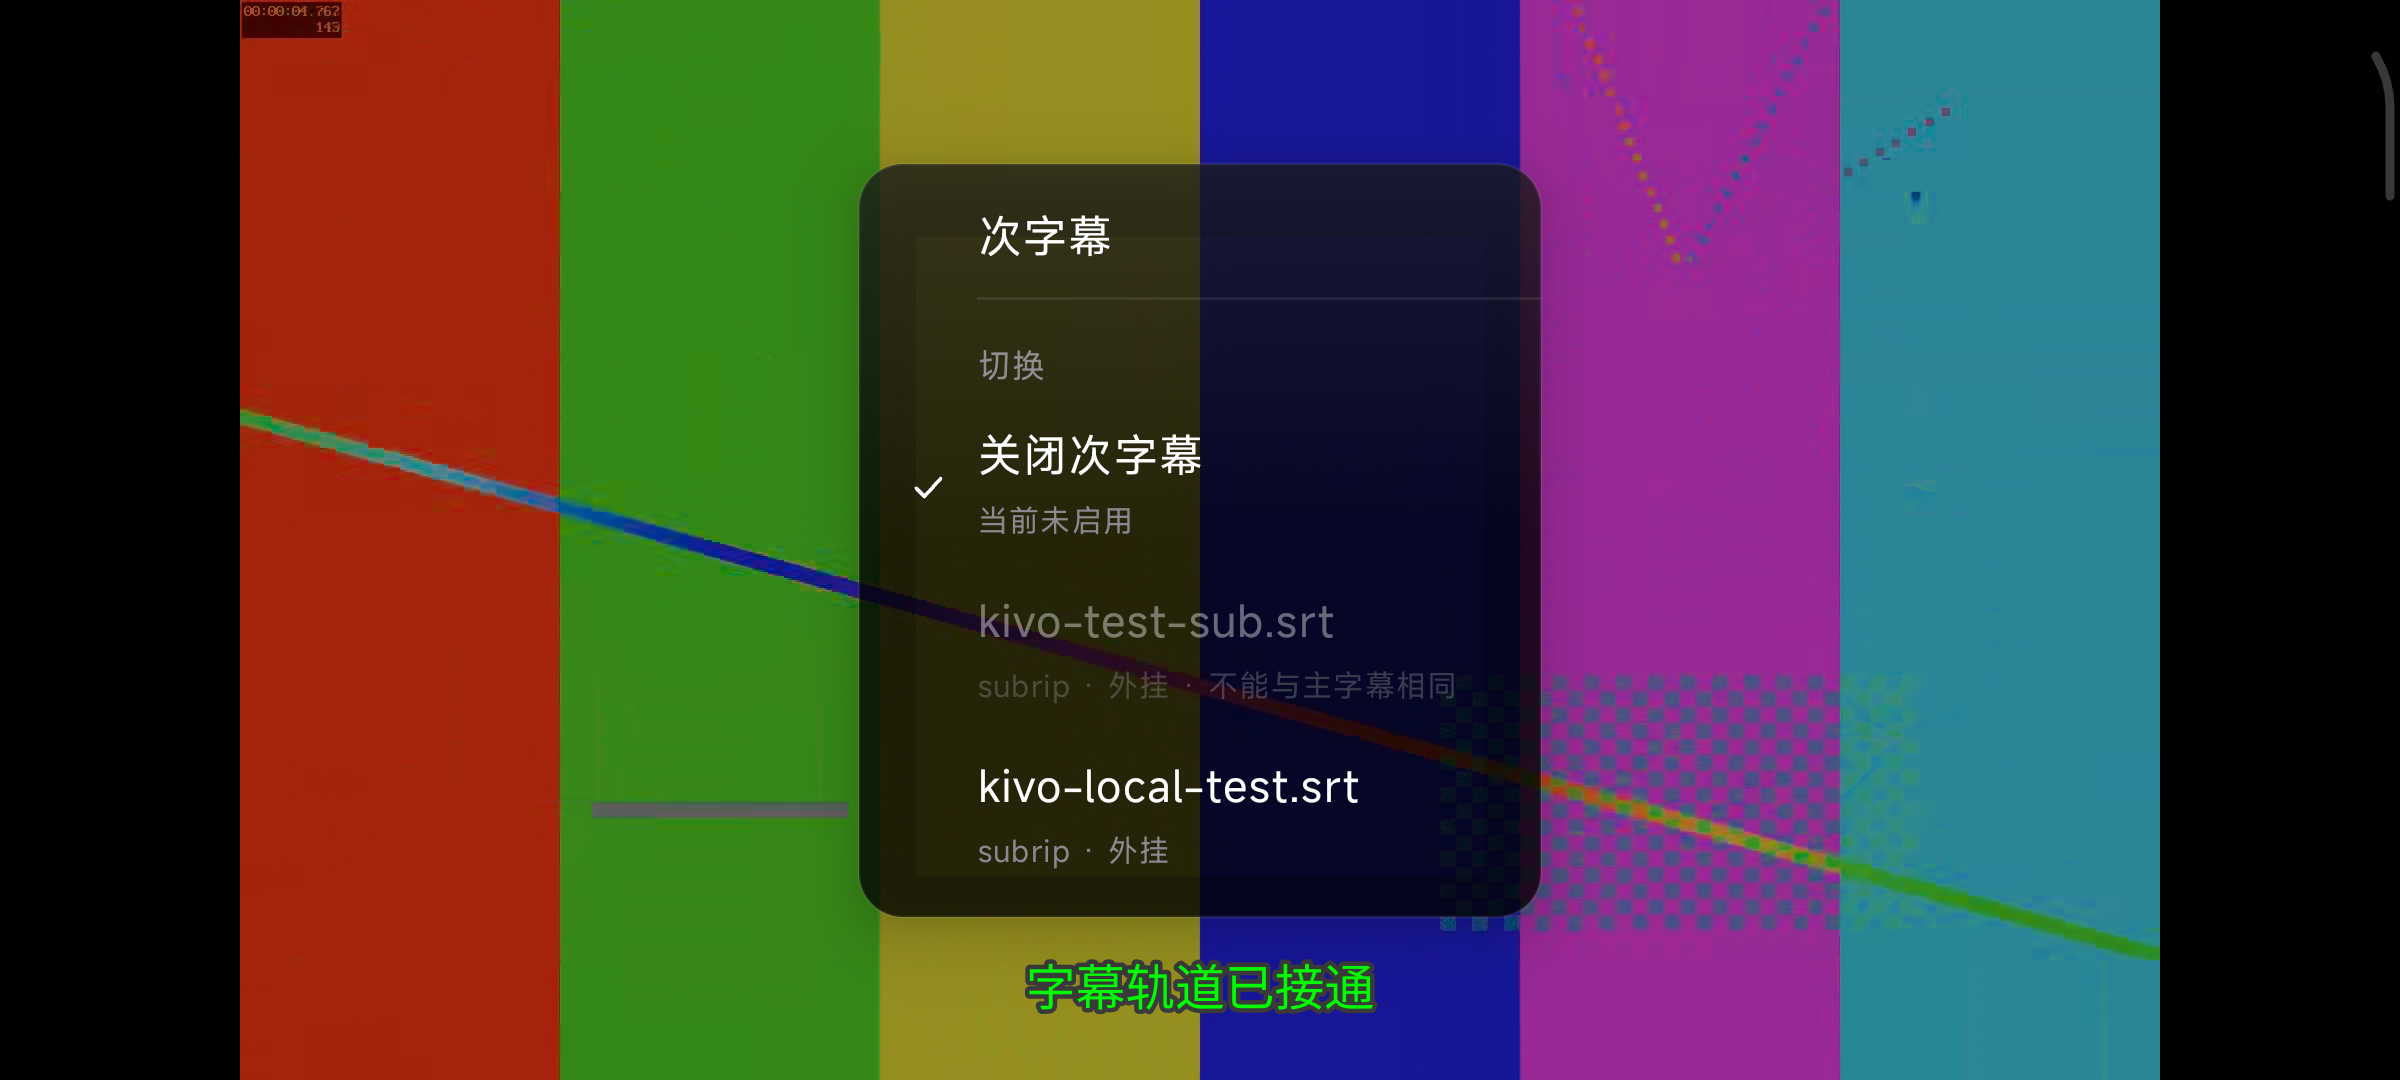 00:00:04.767
143
次字幕
切换
关闭次字幕
当前未启用
kivo-test-sub.srt
subrip · 外挂 · 不能与主字幕相同
kivo-local-test.srt
subrip · 外挂
字幕轨道已接通